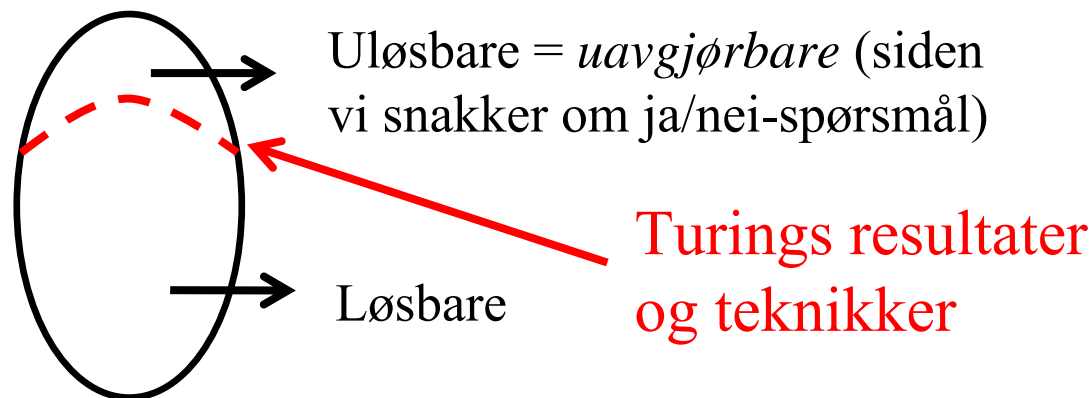 Uløsbare = uavgjørbare (siden
vi snakker om ja/nei-spørsmål)
Turings resultater
og teknikker
Løsbare